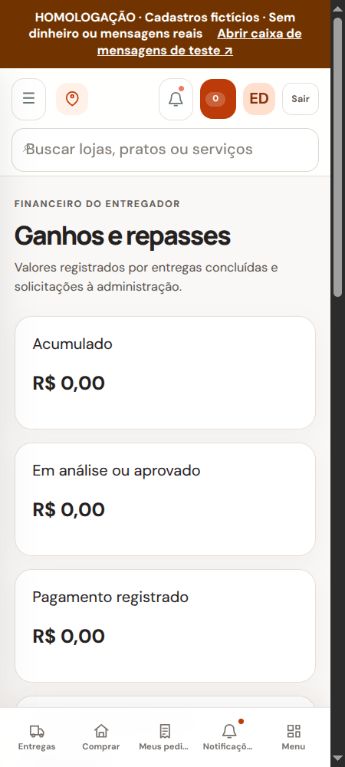 HOMOLOGAÇÃO · Cadastros fictícios · Sem
dinheiro ou mensagens reais Abrir caixa de
mensagens de teste ↗
0
ED
Sair
Buscar lojas, pratos ou serviços
FINANCEIRO DO ENTREGADOR
Ganhos e repasses
Valores registrados por entregas concluídas e
solicitações à administração.
Acumulado
R$ 0,00
Em análise ou aprovado
R$ 0,00
Pagamento registrado
R$ 0,00
Entregas
Comprar
Meus pedi...
Notificaçõ...
Menu